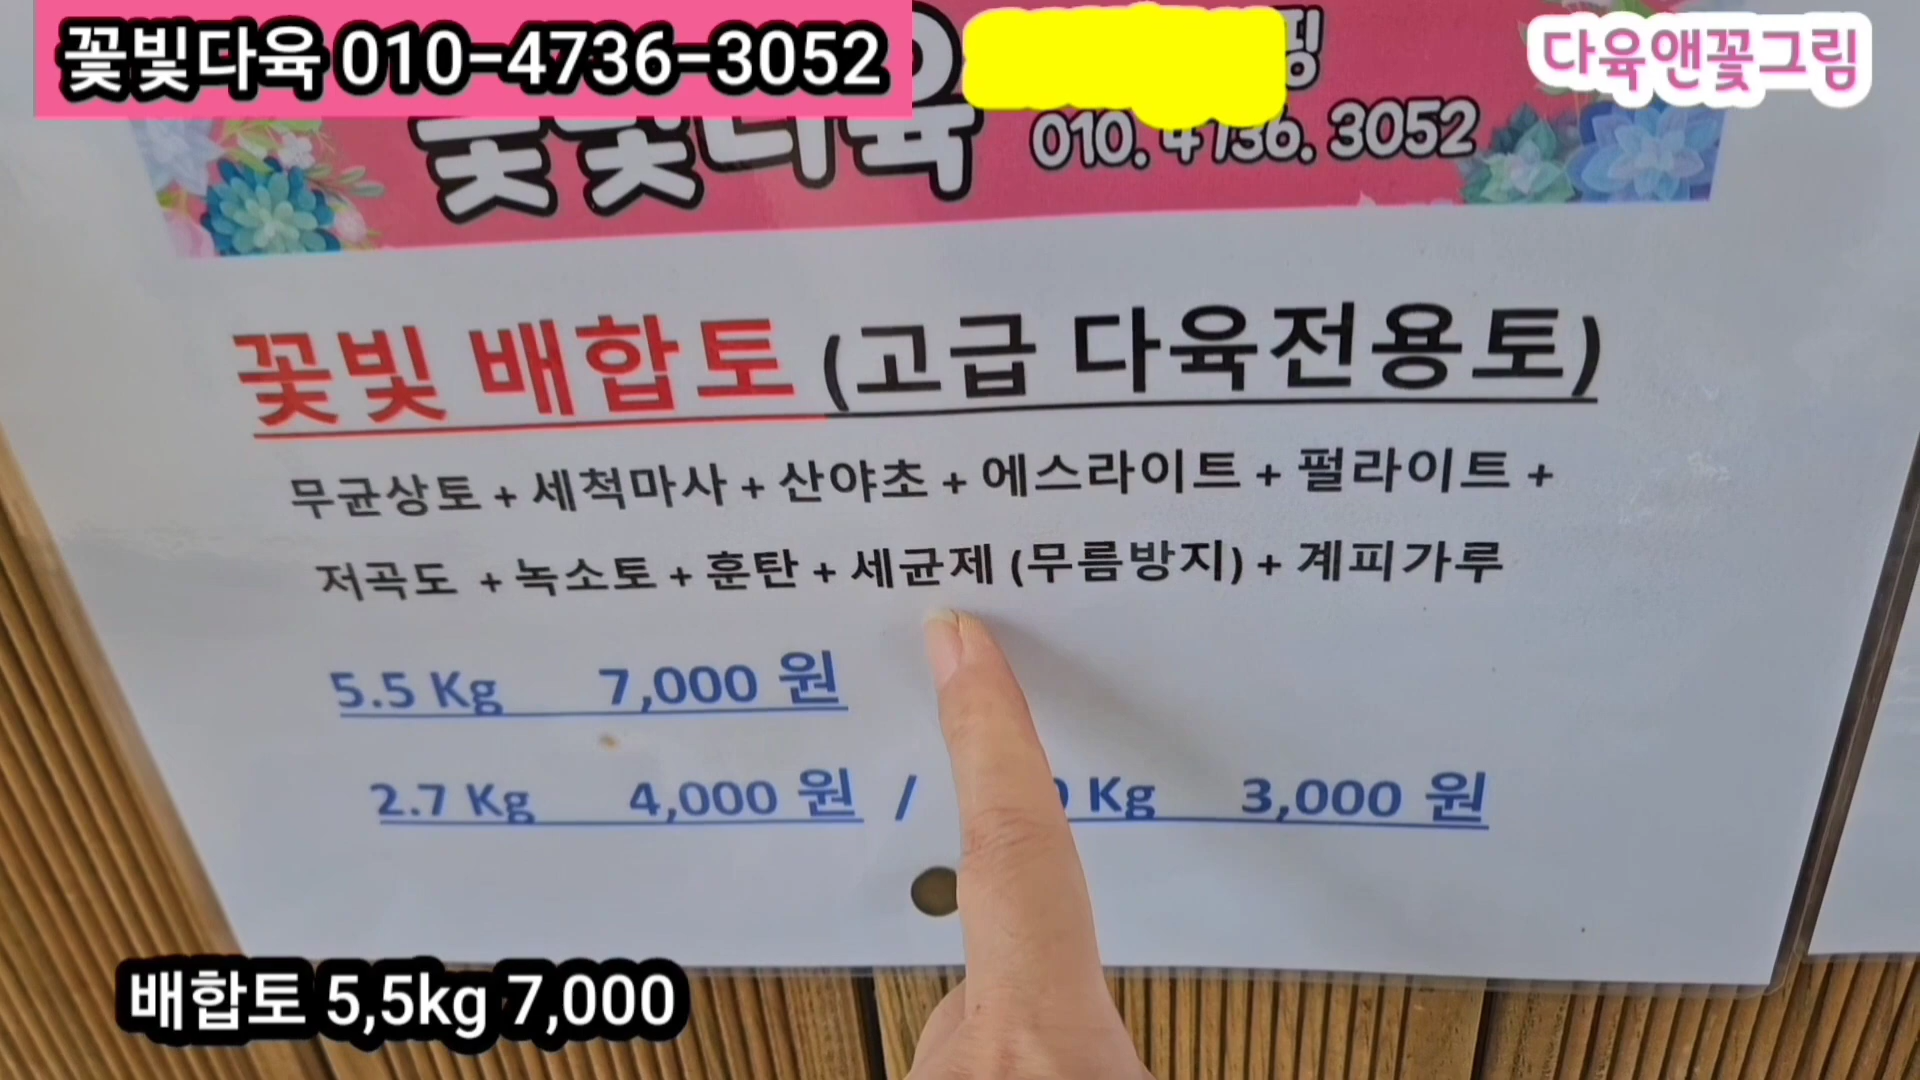 꽃빛다육 010-4736-3052
다육앤꽃그림
꽃빛다육
010. 4736. 3052
꽃빛 배합토 (고급 다육전용토)
무균상토 + 세척마사 + 산야초 + 에스라이트 + 펄라이트 +
저곡도 + 녹소토 + 훈탄 + 세균제 (무름방지) + 계피가루
5.5 Kg 7,000 원
2.7 Kg 4,000 원 / Kg 3,000 원
배합토 5,5kg 7,000